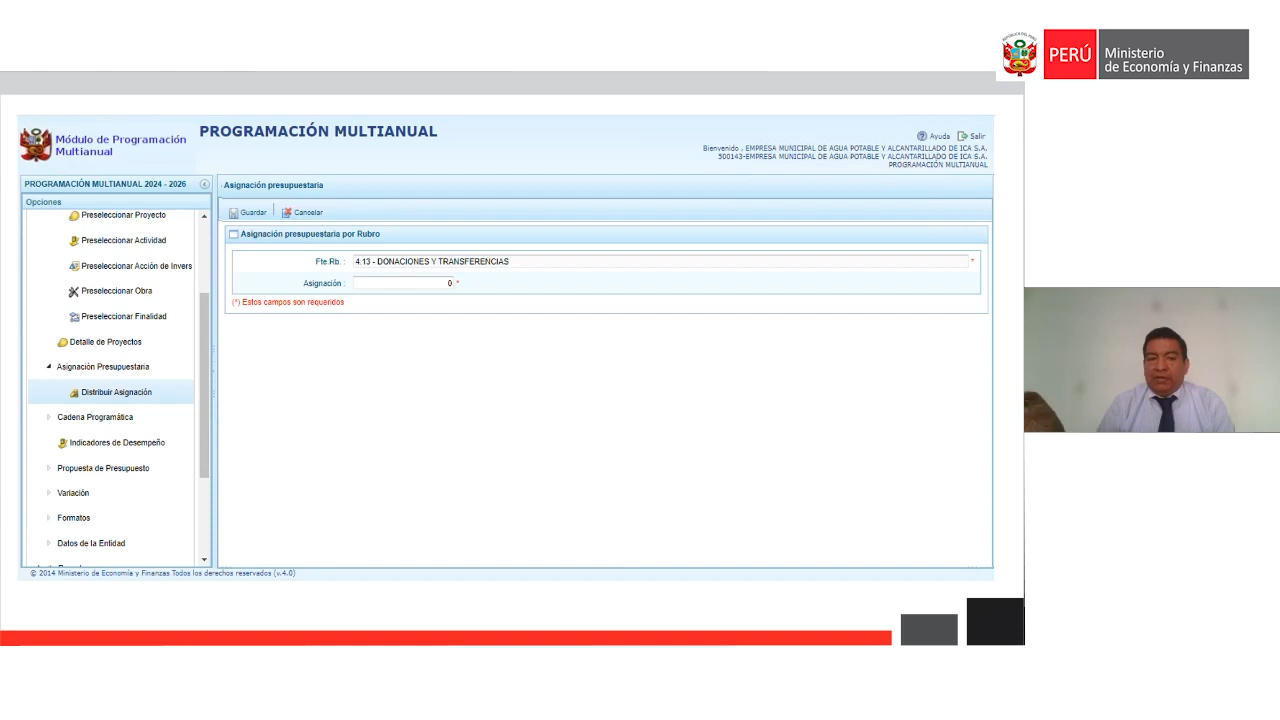 PERÚ
Ministerio
de Economía y Finanzas
Módulo de Programación
Multianual
PROGRAMACIÓN MULTIANUAL
Ayuda
Salir
Bienvenido , EMPRESA MUNICIPAL DE AGUA POTABLE Y ALCANTARILLADO DE ICA S.A.
500143-EMPRESA MUNICIPAL DE AGUA POTABLE Y ALCANTARILLADO DE ICA S.A.
PROGRAMACIÓN MULTIANUAL
PROGRAMACIÓN MULTIANUAL 2024 - 2026
Opciones
Preseleccionar Proyecto
Preseleccionar Actividad
Preseleccionar Acción de Invers
Preseleccionar Obra
Preseleccionar Finalidad
Detalle de Proyectos
Asignación Presupuestaria
Distribuir Asignación
Cadena Programática
Indicadores de Desempeño
Propuesta de Presupuesto
Variación
Formatos
Datos de la Entidad
Asignación presupuestaria
Guardar
Cancelar
Asignación presupuestaria por Rubro
Fte.Rb. : 4.13 - DONACIONES Y TRANSFERENCIAS *
Asignación : 0 *
(*) Estos campos son requeridos
© 2014 Ministerio de Economía y Finanzas Todos los derechos reservados (v.4.0)